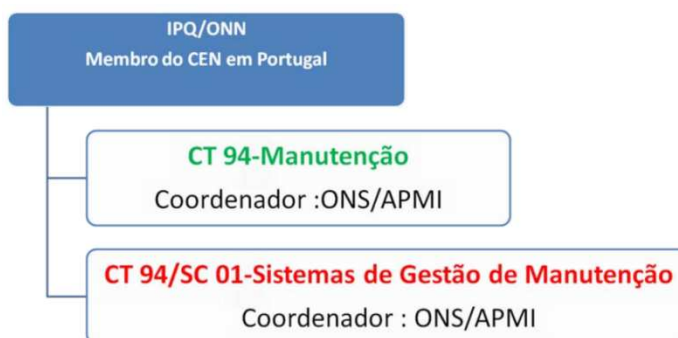 IPQ/ONN
Membro do CEN em Portugal
CT 94-Manutenção
Coordenador :ONS/APMI
CT 94/SC 01-Sistemas de Gestão de Manutenção
Coordenador : ONS/APMI